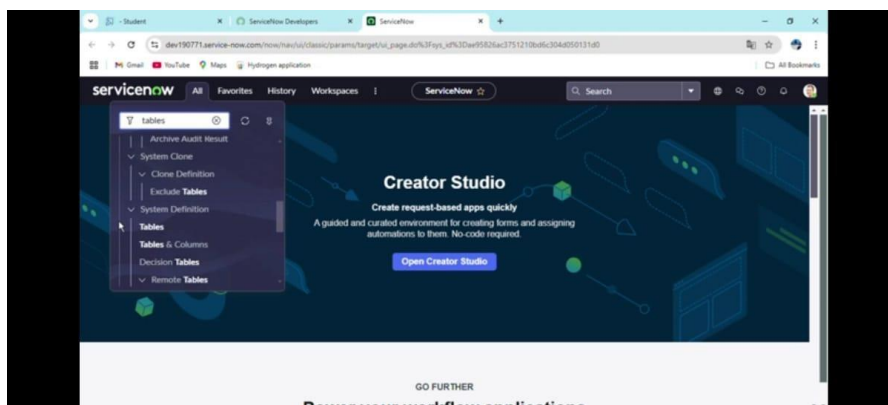 - Student
ServiceNow Developers
ServiceNow
dev190771.service-now.com/now/nav/ui/classic/params/target/ui_page.do%3Fsys_id%3Dae95826ac3751210bd6c304d050131d0
Gmail YouTube Maps Hydrogen application All Bookmarks
servicenow All Favorites History Workspaces ServiceNow Search
tables
Archive Audit Result
System Clone
Clone Definition
Exclude Tables
System Definition
Tables
Tables & Columns
Decision Tables
Remote Tables
Creator Studio
Create request-based apps quickly
A guided and curated environment for creating forms and assigning
automations to them. No-code required.
Open Creator Studio
GO FURTHER
Power your workflow applications